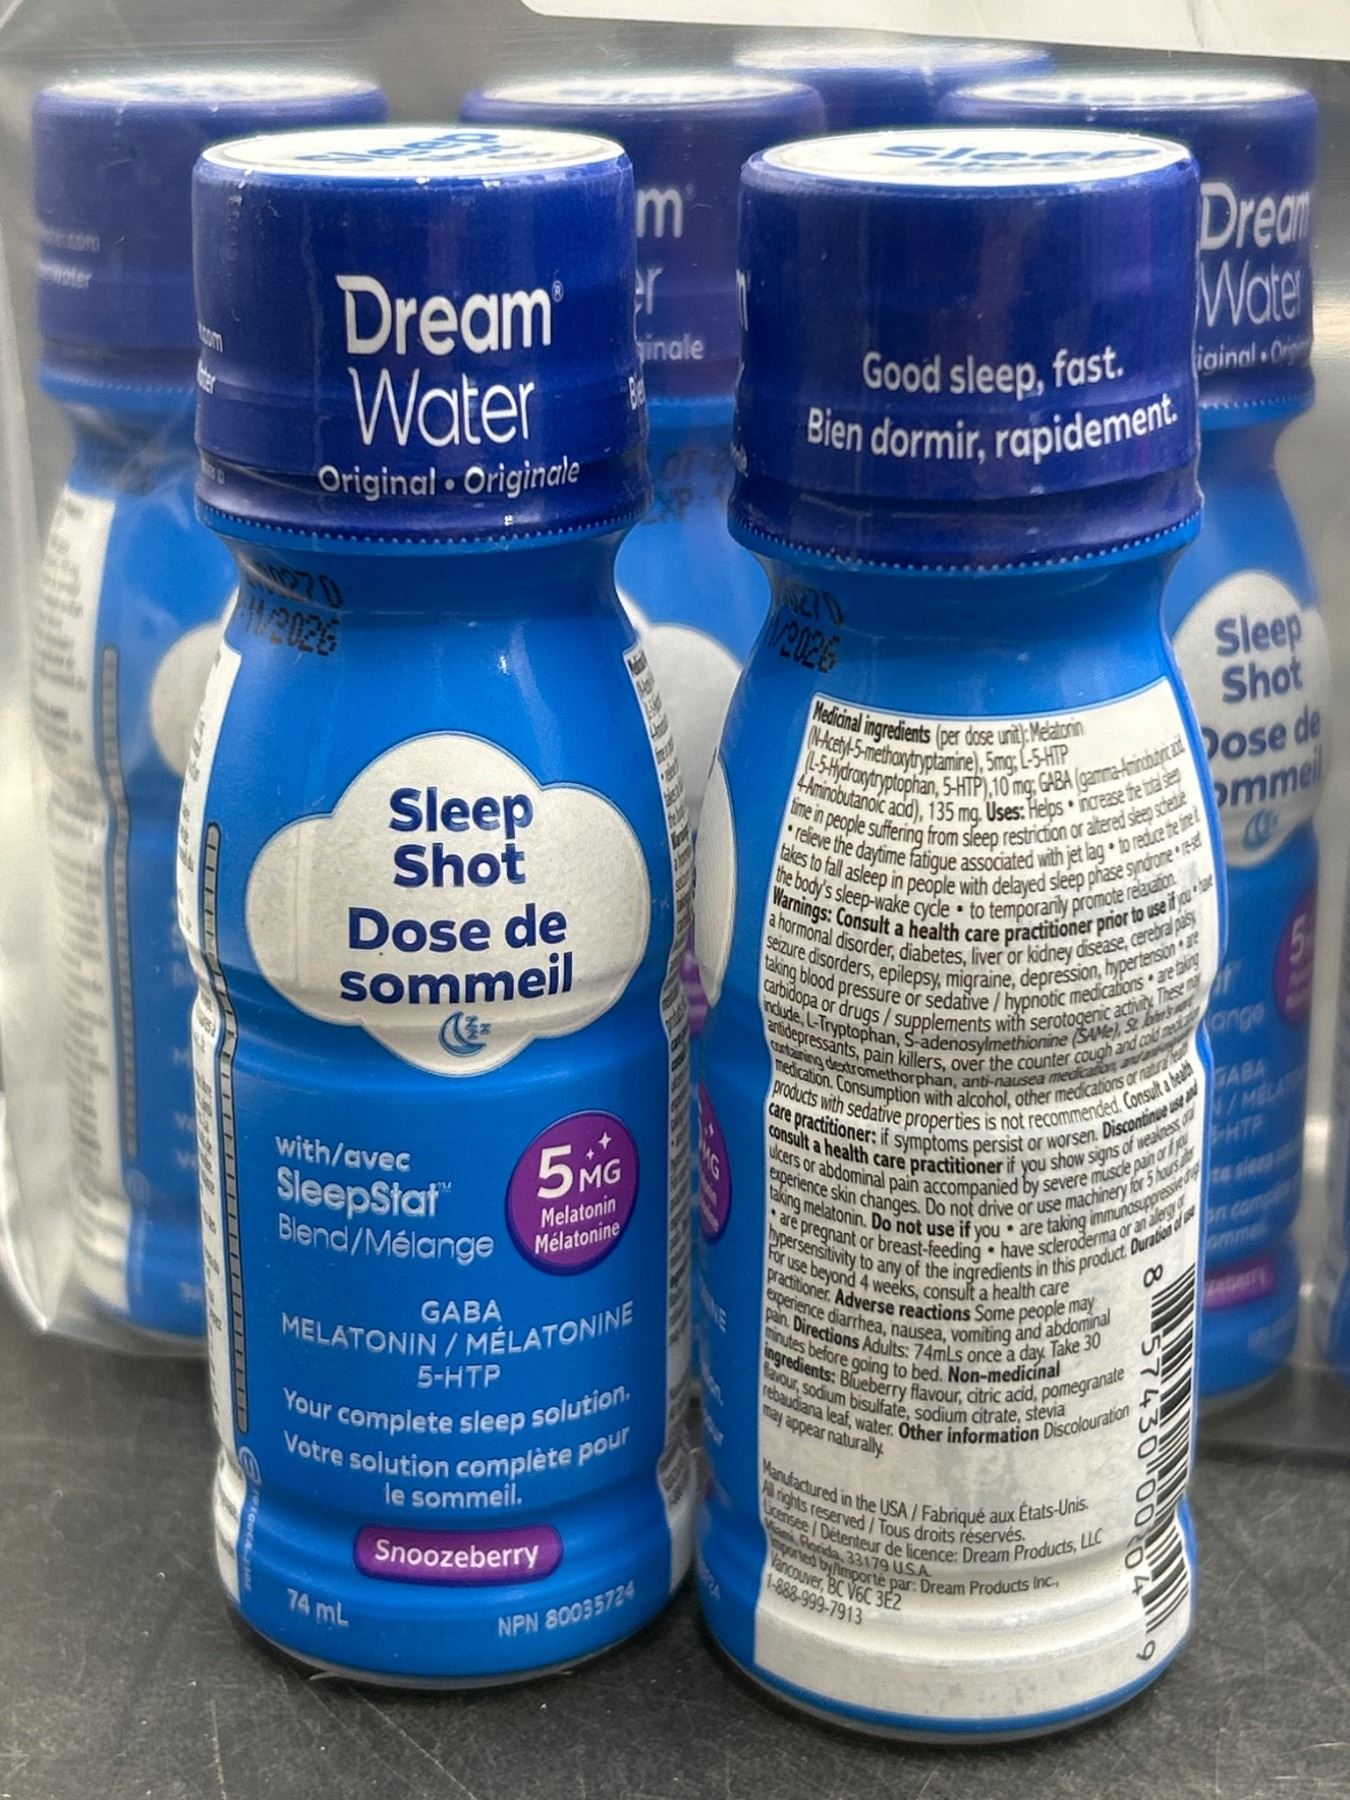 Dream®
Water
Original • Originale
11/2026
Sleep
Shot
Dose de
sommeil
with/avec
SleepStat™
Blend/Mélange
5 MG
Melatonin
Mélatonine
GABA
MELATONIN / MÉLATONINE
5-HTP
Your complete sleep solution.
Votre solution complète pour
le sommeil.
Snoozeberry
74 mL
NPN 80035724
Good sleep, fast.
Bien dormir, rapidement.
/2026
Medicinal ingredients (per dose unit): Melatonin
(N-Acetyl-5-methoxytryptamine), 5mg; L-5-HTP
(L-5-Hydroxytryptophan, 5-HTP),10 mg; GABA (gamma-Aminobutyric acid,
4-Aminobutanoic acid), 135 mg. Uses: Helps • increase the total sleep
time in people suffering from sleep restriction or altered sleep schedule
• relieve the daytime fatigue associated with jet lag • to reduce the time it
takes to fall asleep in people with delayed sleep phase syndrome • re-set
the body's sleep-wake cycle • to temporarily promote relaxation.
Warnings: Consult a health care practitioner prior to use if you • have
a hormonal disorder, diabetes, liver or kidney disease, cerebral palsy,
seizure disorders, epilepsy, migraine, depression, hypertension • are
taking blood pressure or sedative / hypnotic medications • are taking
carbidopa or drugs / supplements with serotogenic activity. These may
include, L-Tryptophan, S-adenosylmethionine (SAMe), St. John's wort,
antidepressants, pain killers, over the counter cough and cold medication
containing dextromethorphan, anti-nausea medication, and anti-migraine
medication. Consumption with alcohol, other medications or natural health
products with sedative properties is not recommended. Consult a health
care practitioner: if symptoms persist or worsen. Discontinue use and
consult a health care practitioner if you show signs of weakness, oral
ulcers or abdominal pain accompanied by severe muscle pain or if you
experience skin changes. Do not drive or use machinery for 5 hours after
taking melatonin. Do not use if you • are taking immunosuppressive drugs
• are pregnant or breast-feeding • have scleroderma or an allergy or
hypersensitivity to any of the ingredients in this product. Duration of use
For use beyond 4 weeks, consult a health care
practitioner. Adverse reactions Some people may
experience diarrhea, nausea, vomiting and abdominal
pain. Directions Adults: 74mLs once a day. Take 30
minutes before going to bed. Non-medicinal
ingredients: Blueberry flavour, citric acid, pomegranate
flavour, sodium bisulfate, sodium citrate, stevia
rebaudiana leaf, water. Other information Discolouration
may appear naturally.
Manufactured in the USA / Fabriqué aux États-Unis.
All rights reserved / Tous droits réservés.
Licensee / Détenteur de licence: Dream Products, LLC
Miami, Florida, 33179 U.S.A.
Imported by/Importé par: Dream Products Inc.,
Vancouver, BC V6C 3E2
1-888-999-7913
8 57430 00 04 9
Dream
Water
Sleep
Shot
Dose de
GABA